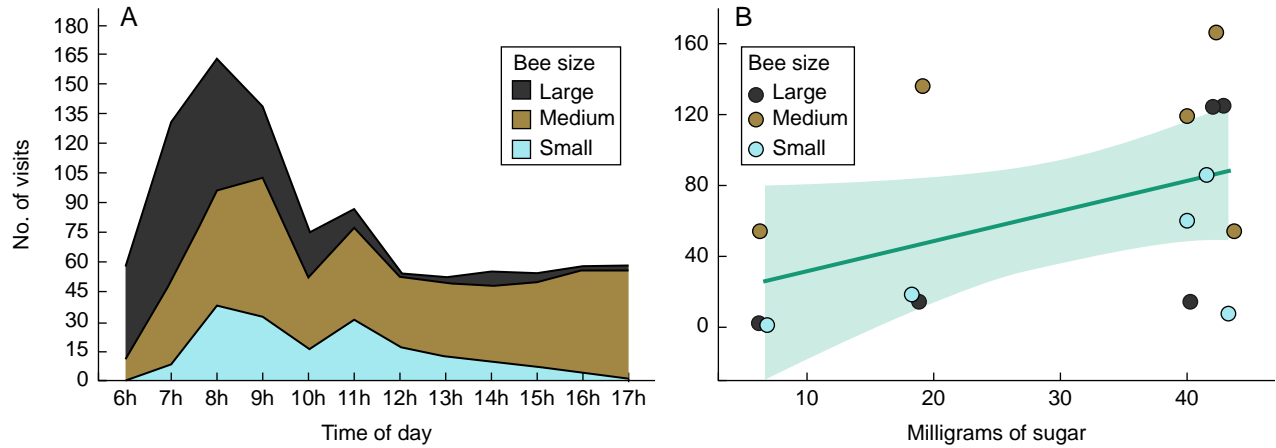 A
No. of visits
180
165
150
135
120
105
90
75
60
45
30
15
0
Bee size
Large
Medium
Small
6h 7h 8h 9h 10h 11h 12h 13h 14h 15h 16h 17h
Time of day
B
160
120
80
40
0
Bee size
Large
Medium
Small
10 20 30 40
Milligrams of sugar